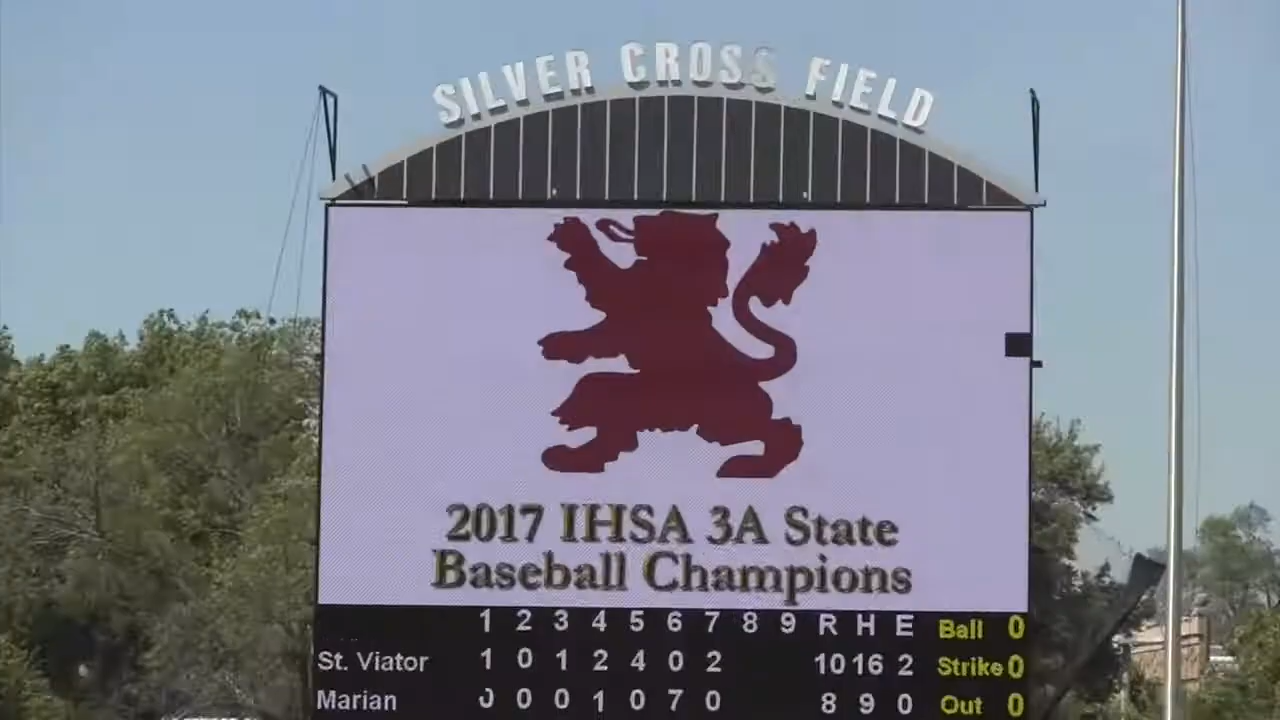 SILVER CROSS FIELD
2017 IHSA 3A State
Baseball Champions
1 2 3 4 5 6 7 8 9 R H E Ball 0
St. Viator 1 0 1 2 4 0 2 10 16 2 Strike 0
Marian 0 0 0 1 0 7 0 8 9 0 Out 0